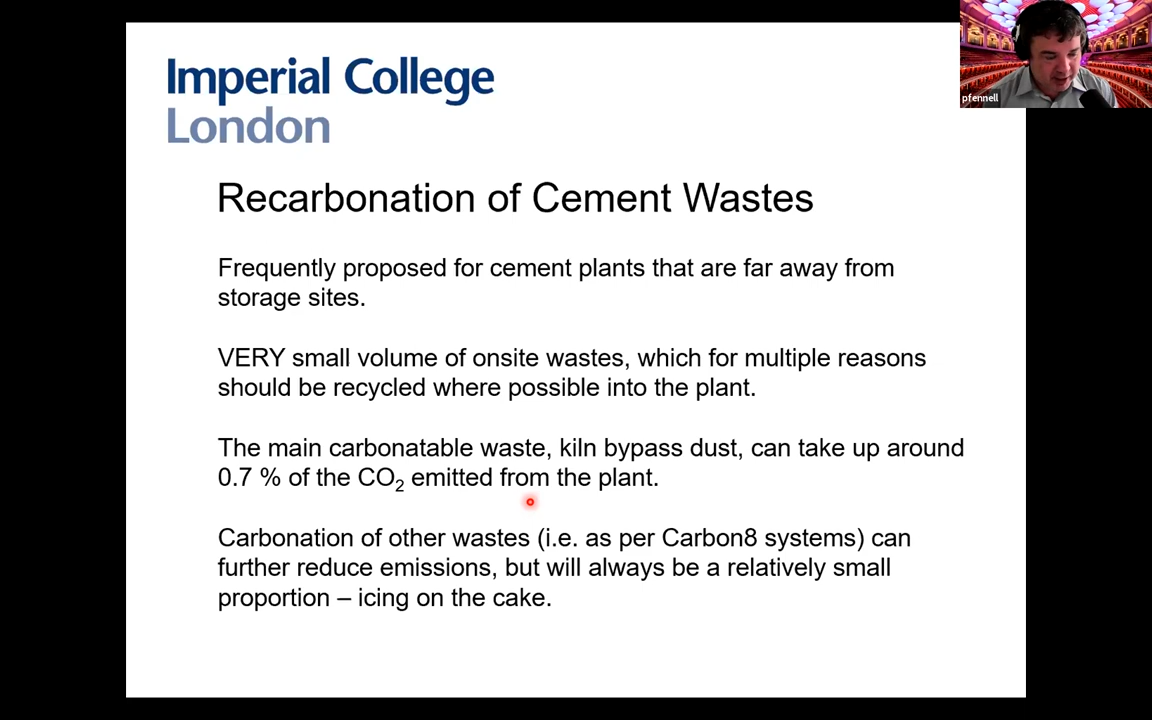 Imperial College
London
pfennell
Recarbonation of Cement Wastes
Frequently proposed for cement plants that are far away from
storage sites.
VERY small volume of onsite wastes, which for multiple reasons
should be recycled where possible into the plant.
The main carbonatable waste, kiln bypass dust, can take up around
0.7 % of the CO₂ emitted from the plant.
Carbonation of other wastes (i.e. as per Carbon8 systems) can
further reduce emissions, but will always be a relatively small
proportion – icing on the cake.